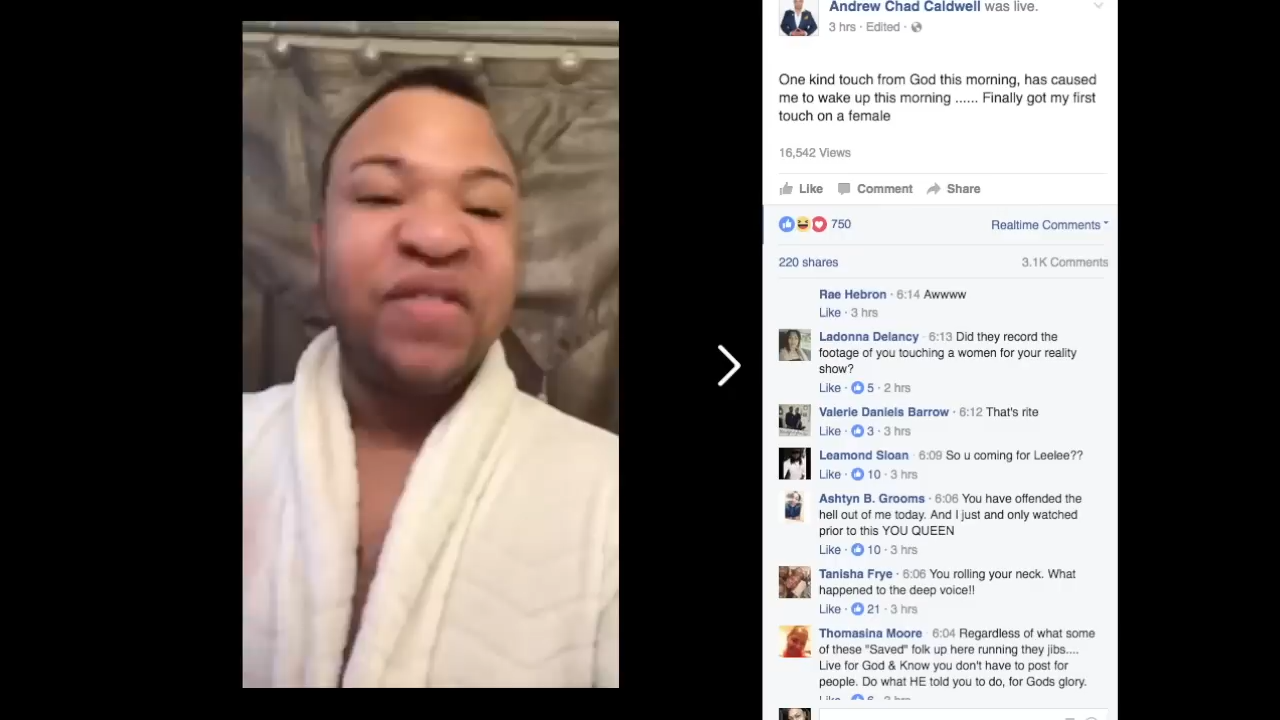 Andrew Chad Caldwell was live.
3 hrs · Edited ·
One kind touch from God this morning, has caused
me to wake up this morning ...... Finally got my first
touch on a female
16,542 Views
Like Comment Share
750 Realtime Comments
220 shares 3.1K Comments
Rae Hebron · 6:14 Awwww
Like · 3 hrs
Ladonna Delancy · 6:13 Did they record the
footage of you touching a women for your reality
show?
Like · 5 · 2 hrs
Valerie Daniels Barrow · 6:12 That's rite
Like · 3 · 3 hrs
Leamond Sloan · 6:09 So u coming for Leelee??
Like · 10 · 3 hrs
Ashtyn B. Grooms · 6:06 You have offended the
hell out of me today. And I just and only watched
prior to this YOU QUEEN
Like · 10 · 3 hrs
Tanisha Frye · 6:06 You rolling your neck. What
happened to the deep voice!!
Like · 21 · 3 hrs
Thomasina Moore · 6:04 Regardless of what some
of these "Saved" folk up here running they jibs....
Live for God & Know you don't have to post for
people. Do what HE told you to do, for Gods glory.